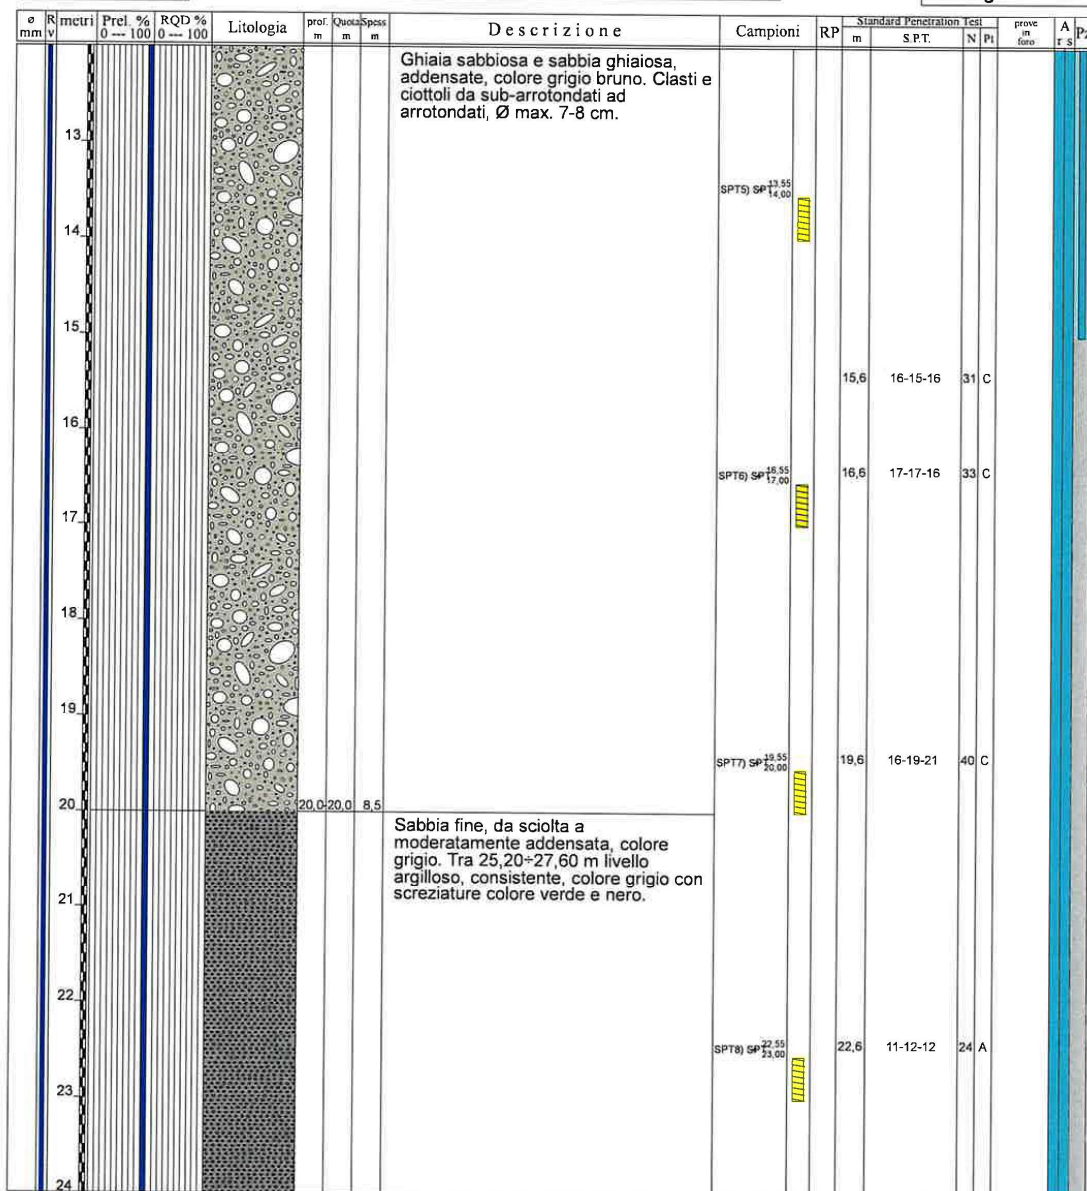 ø mm R v metri Prel. % 0 --- 100 RQD % 0 --- 100 Litologia prof. m Quota m Spess m Descrizione Campioni RP Standard Penetration Test m S.P.T. N Pt prove in foro A r s Pz
Ghiaia sabbiosa e sabbia ghiaiosa,
addensate, colore grigio bruno. Clasti e
ciottoli da sub-arrotondati ad
arrotondati, Ø max. 7-8 cm.
13
SPT5) SPT 13,55 14,00
14
15
15,6 16-15-16 31 C
16
SPT6) SPT 16,55 17,00 16,6 17-17-16 33 C
17
18
19
SPT7) SPT 19,55 20,00 19,6 16-19-21 40 C
20 20,0 -20,0 8,5
Sabbia fine, da sciolta a
moderatamente addensata, colore
grigio. Tra 25,20÷27,60 m livello
argilloso, consistente, colore grigio con
screziature colore verde e nero.
21
22
SPT8) SPT 22,55 23,00 22,6 11-12-12 24 A
23
24